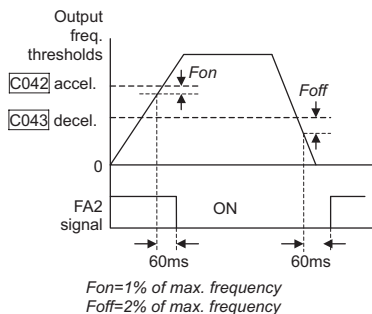 Output
freq.
thresholds
Fon
C042 accel.
Foff
C043 decel.
0
FA2
signal
ON
60ms 60ms
Fon=1% of max. frequency
Foff=2% of max. frequency